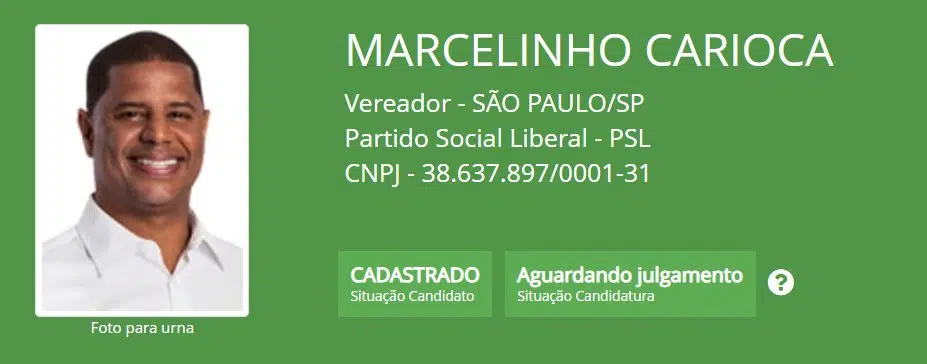 MARCELINHO CARIOCA
Vereador - SÃO PAULO/SP
Partido Social Liberal - PSL
CNPJ - 38.637.897/0001-31
CADASTRADO
Situação Candidato
Aguardando julgamento
Situação Candidatura
?
Foto para urna